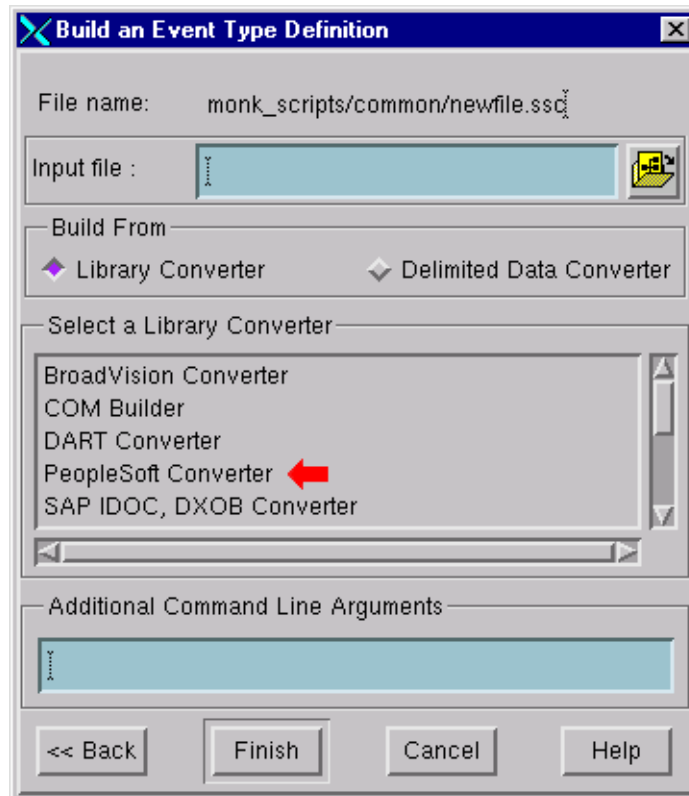 Build an Event Type Definition
File name: monk_scripts/common/newfile.ssc
Input file :
Build From
Library Converter Delimited Data Converter
Select a Library Converter
BroadVision Converter
COM Builder
DART Converter
PeopleSoft Converter
SAP IDOC, DXOB Converter
Additional Command Line Arguments
<< Back Finish Cancel Help